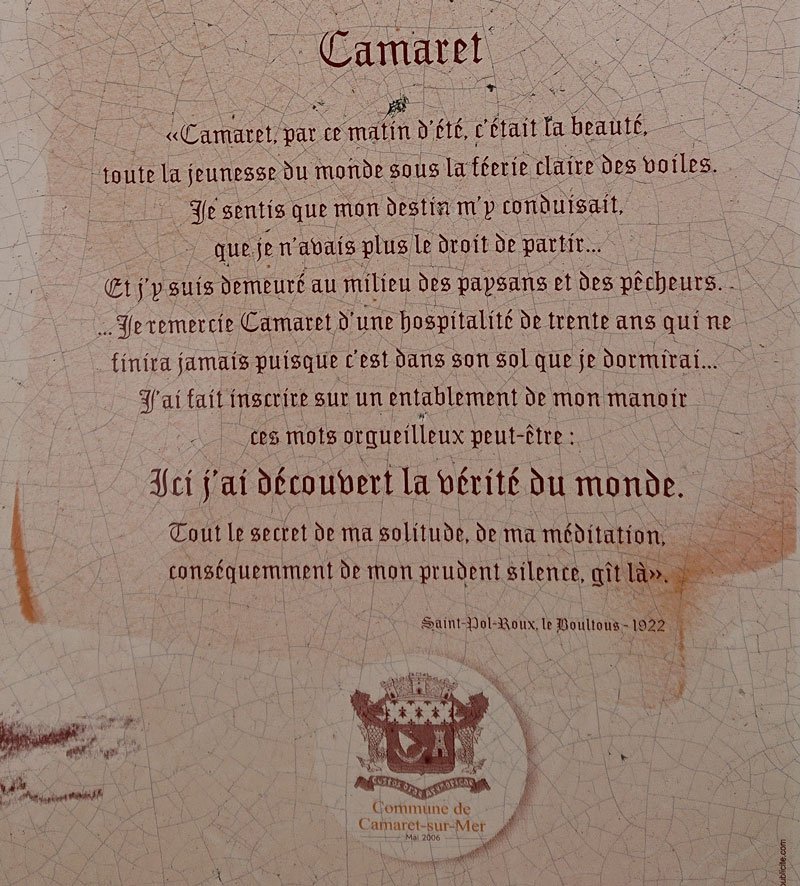 Camaret
«Camaret, par ce matin d'été, c'était la beauté,
toute la jeunesse du monde sous la féerie claire des voiles.
Je sentis que mon destin m'y conduisait,
que je n'avais plus le droit de partir...
Et j'y suis demeuré au milieu des paysans et des pêcheurs.
...Je remercie Camaret d'une hospitalité de trente ans qui ne
finira jamais puisque c'est dans son sol que je dormirai...
J'ai fait inscrire sur un entablement de mon manoir
ces mots orgueilleux peut-être :
Ici j'ai découvert la vérité du monde.
Tout le secret de ma solitude, de ma méditation,
conséquemment de mon prudent silence, gît là».
Saint-Pol-Roux, le Boultous - 1922
Commune de
Camaret-sur-Mer
Mai 2006